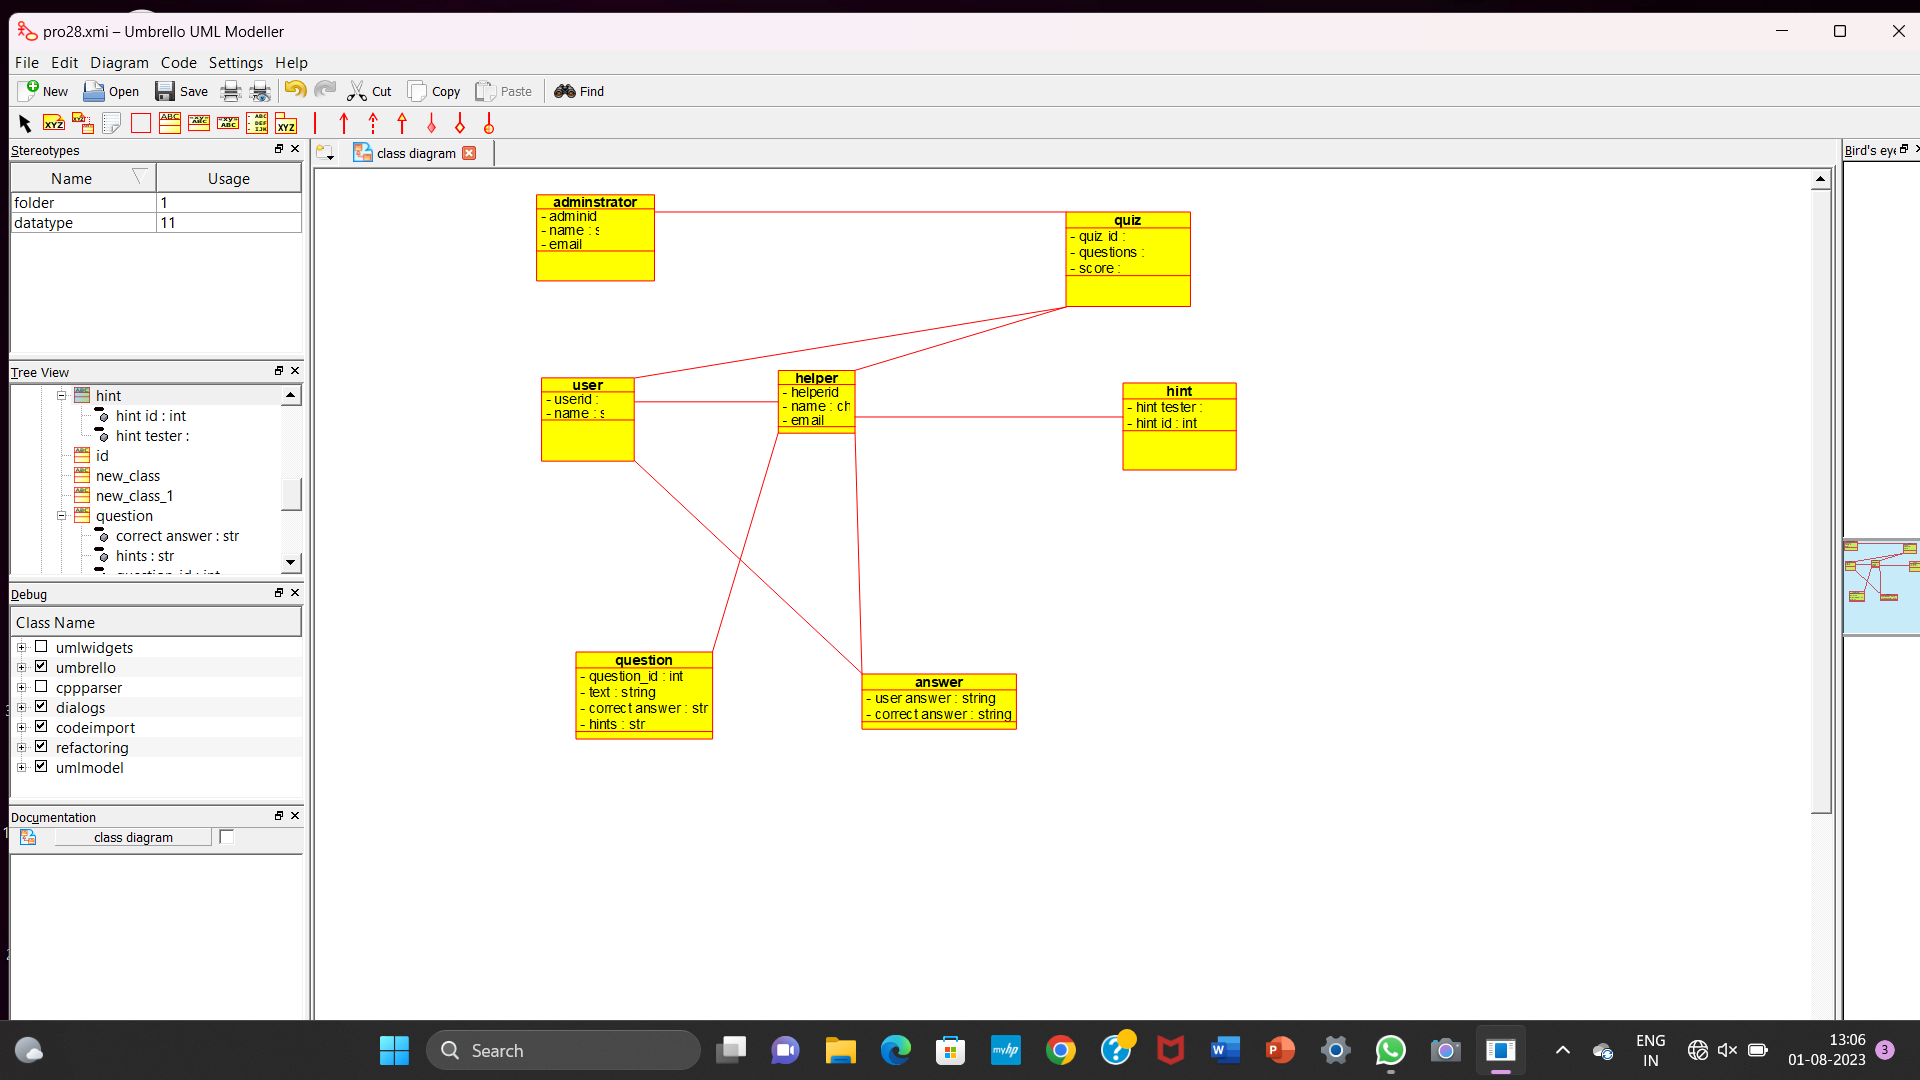 pro28.xmi – Umbrello UML Modeller
File Edit Diagram Code Settings Help
New Open Save Cut Copy Paste Find
Stereotypes
Name Usage
folder 1
datatype 11
Tree View
hint
hint id : int
hint tester :
id
new_class
new_class_1
question
correct answer : str
hints : str
Debug
Class Name
umlwidgets
umbrello
cppparser
dialogs
codeimport
refactoring
umlmodel
Documentation
class diagram
class diagram
adminstrator
- adminid
- name : s
- email
quiz
- quiz id :
- questions :
- score :
user
- userid :
- name : s
helper
- helperid
- name : ch
- email
hint
- hint tester :
- hint id : int
question
- question_id : int
- text : string
- correct answer : str
- hints : str
answer
- user answer : string
- correct answer : string
Bird's eye
Search
ENG
IN
13:06
01-08-2023
3